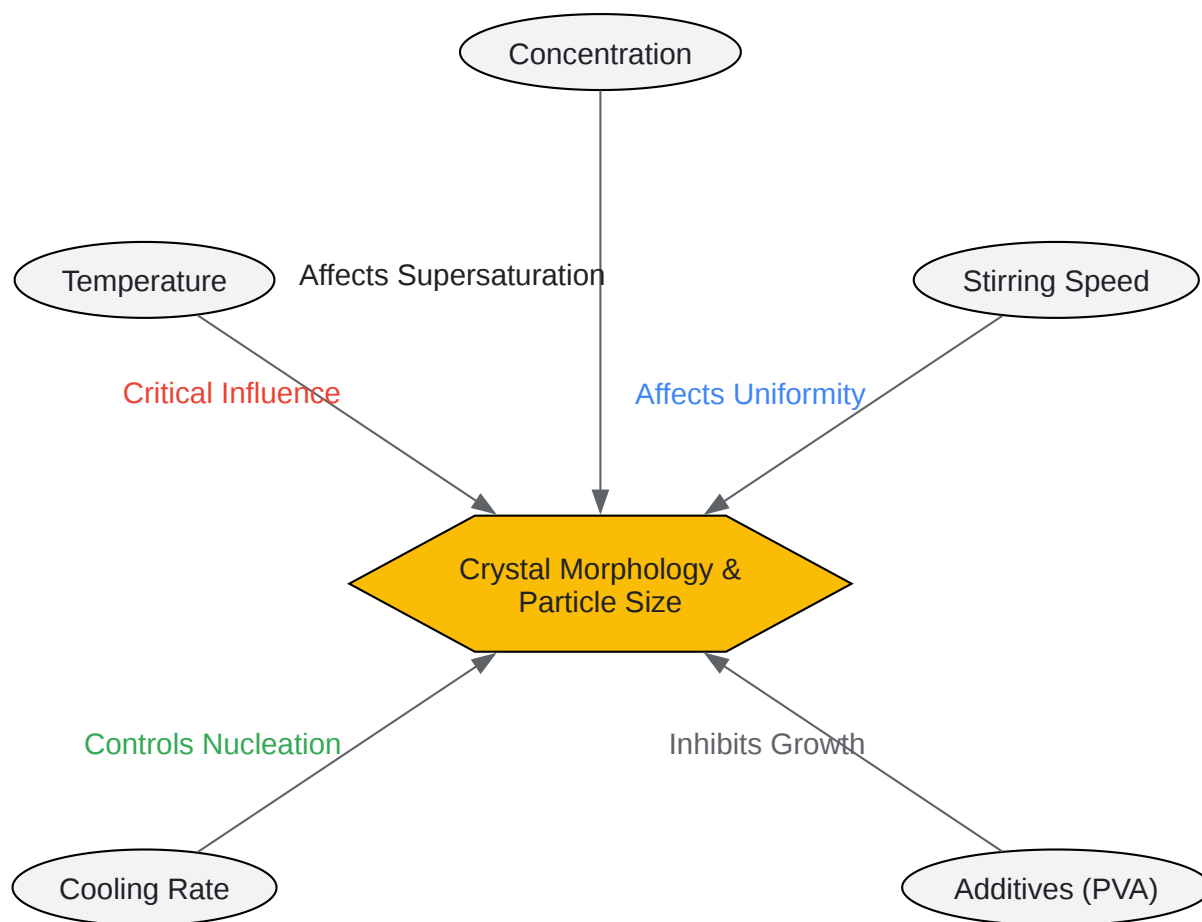 Concentration
Temperature
Affects Supersaturation
Stirring Speed
Critical Influence
Affects Uniformity
Crystal Morphology &
Particle Size
Controls Nucleation
Inhibits Growth
Cooling Rate
Additives (PVA)